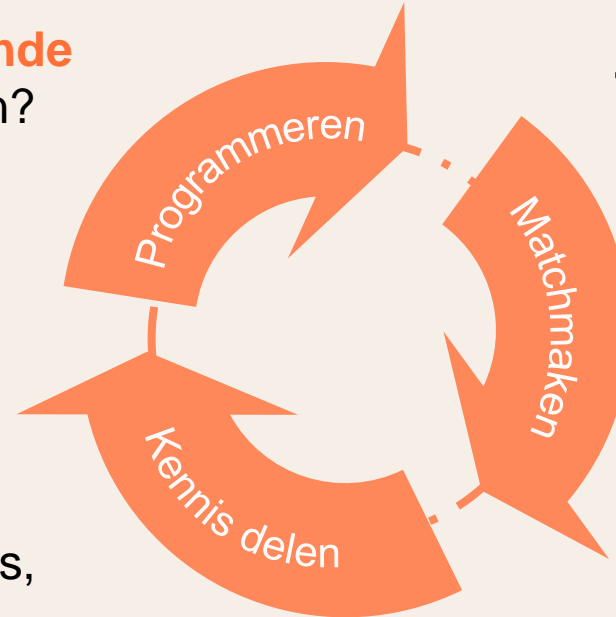 nde
n?
Programmeren
Matchmaken
Kennis delen
s,